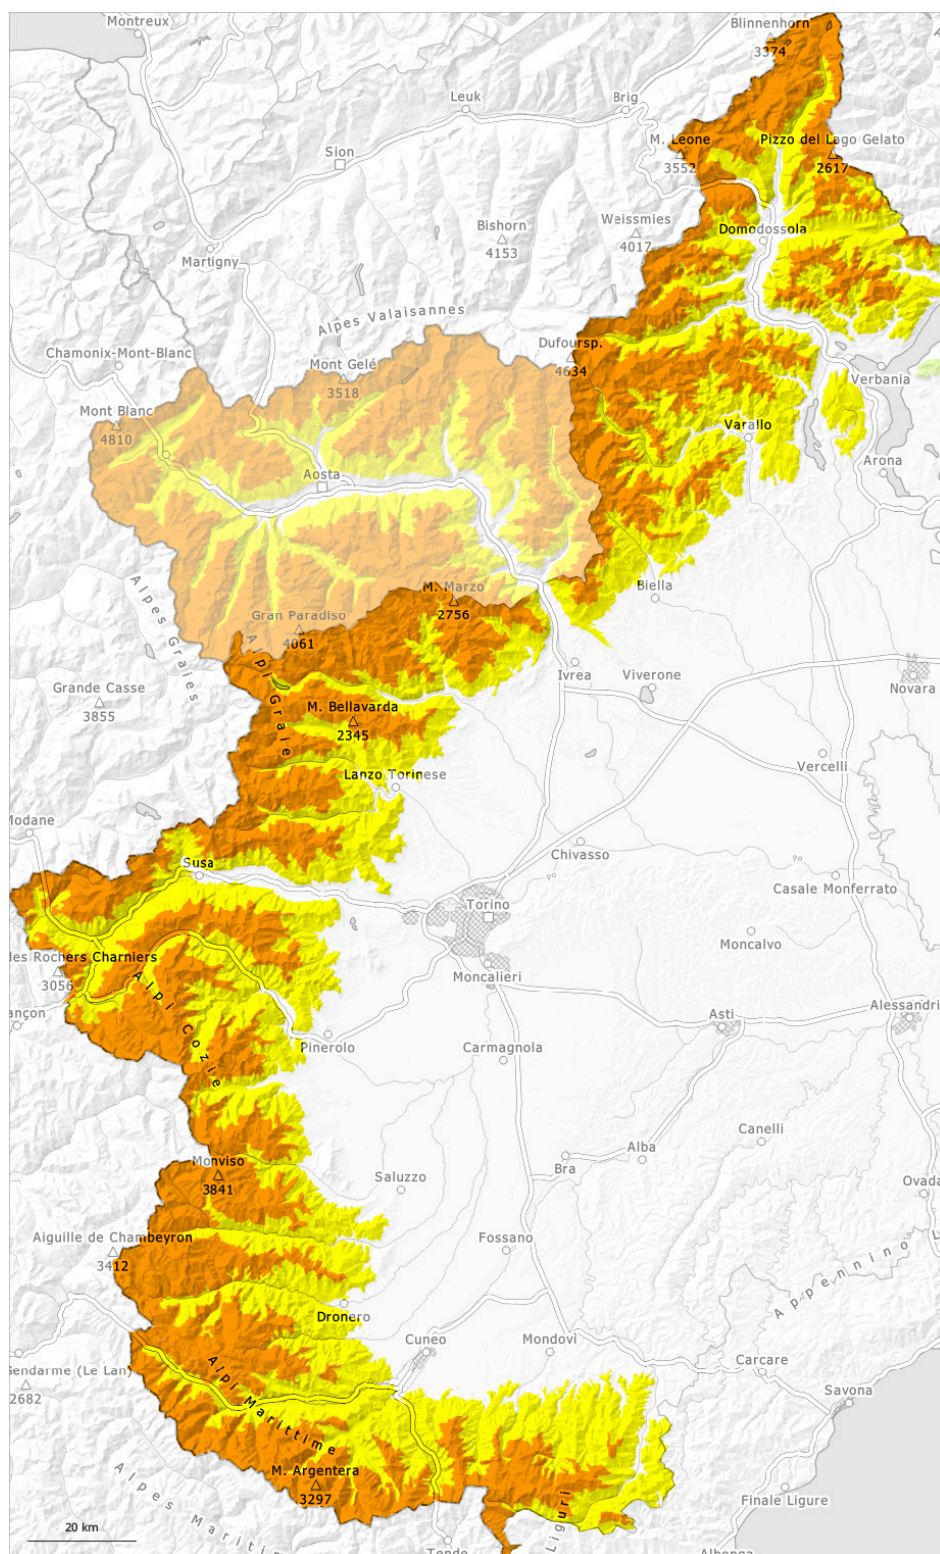 Montreux
Blinnenhorn
3374
Leuk
Brig
M. Leone
3552
Pizzo del Lago Gelato
2617
Sion
Bishorn
4153
Weissmies
4017
Domodossola
Martigny
Alpes Valaisannes
Chamonix-Mont-Blanc
Mont Gelé
3518
Dufoursp.
4634
Verbania
Mont Blanc
4810
Varallo
Aosta
Arona
Alpes Graies
M. Marzo
2756
Biella
Gran Paradiso
4061
Alpi Graie
Ivrea
Viverone
Novara
Grande Casse
3855
M. Bellavarda
2345
Vercelli
Lanzo Torinese
Modane
Chivasso
Po
Po
Susa
Casale Monferrato
Torino
Moncalvo
des Rochers Charniers
3056
Moncalieri
Alpi Cozie
Alessandri
ançon
Asti
Pinerolo
Carmagnola
Canelli
Alba
Bra
Monviso
3841
Saluzzo
Ovada
Aiguille de Chambeyron
3412
Fossano
Appennino L
Dronero
Cuneo
Mondovì
Gendarme (Le Lan)
2682
Carcare
Alpi Marittime
Savona
M. Argentera
3297
Alpes Mariti
Liguri
Finale Ligure
20 km
Tende
Albenga